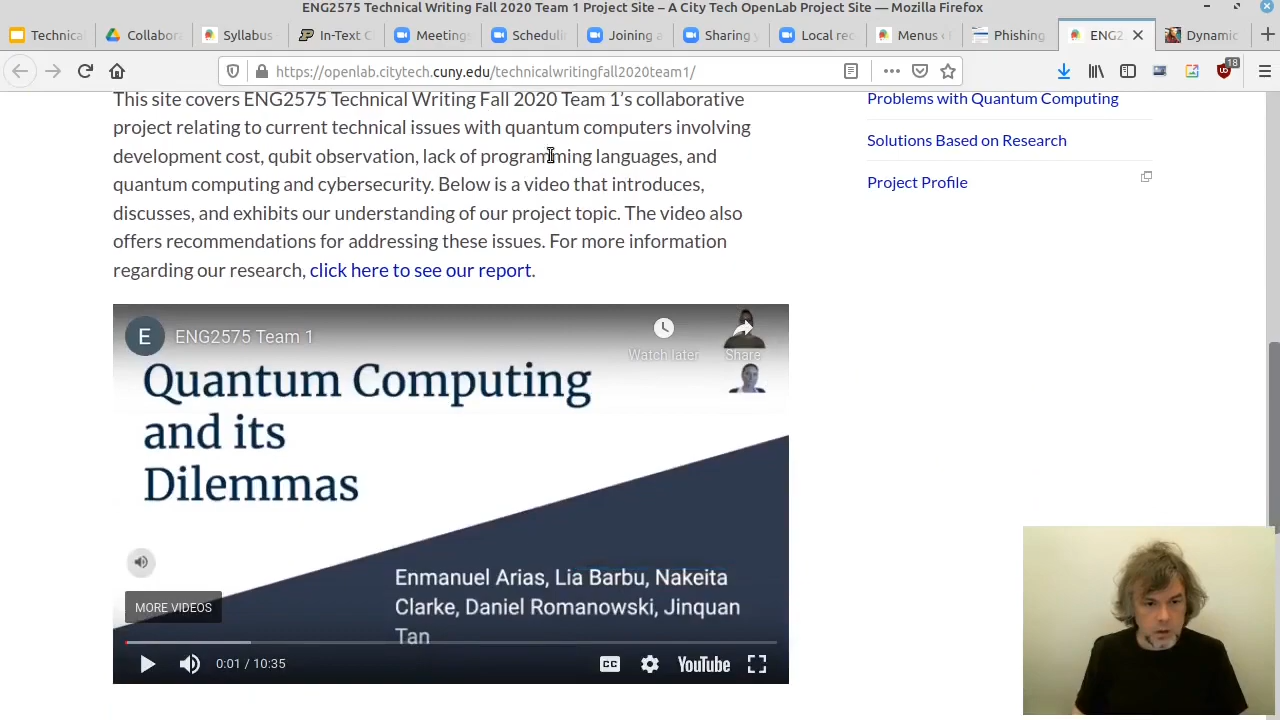 ENG2575 Technical Writing Fall 2020 Team 1 Project Site – A City Tech OpenLab Project Site — Mozilla Firefox
Technical
Collabora
Syllabus
In-Text C
Meetings
Schedulin
Joining a
Sharing y
Local rec
Menus ‹
Phishing
ENG2
Dynamic
https://openlab.citytech.cuny.edu/technicalwritingfall2020team1/
18
This site covers ENG2575 Technical Writing Fall 2020 Team 1’s collaborative
project relating to current technical issues with quantum computers involving
development cost, qubit observation, lack of programming languages, and
quantum computing and cybersecurity. Below is a video that introduces,
discusses, and exhibits our understanding of our project topic. The video also
offers recommendations for addressing these issues. For more information
regarding our research, click here to see our report.
Problems with Quantum Computing
Solutions Based on Research
Project Profile
E
ENG2575 Team 1
Watch later
Share
Quantum Computing
and its
Dilemmas
Enmanuel Arias, Lia Barbu, Nakeita
Clarke, Daniel Romanowski, Jinquan
Tan
MORE VIDEOS
0:01 / 10:35
CC
YouTube